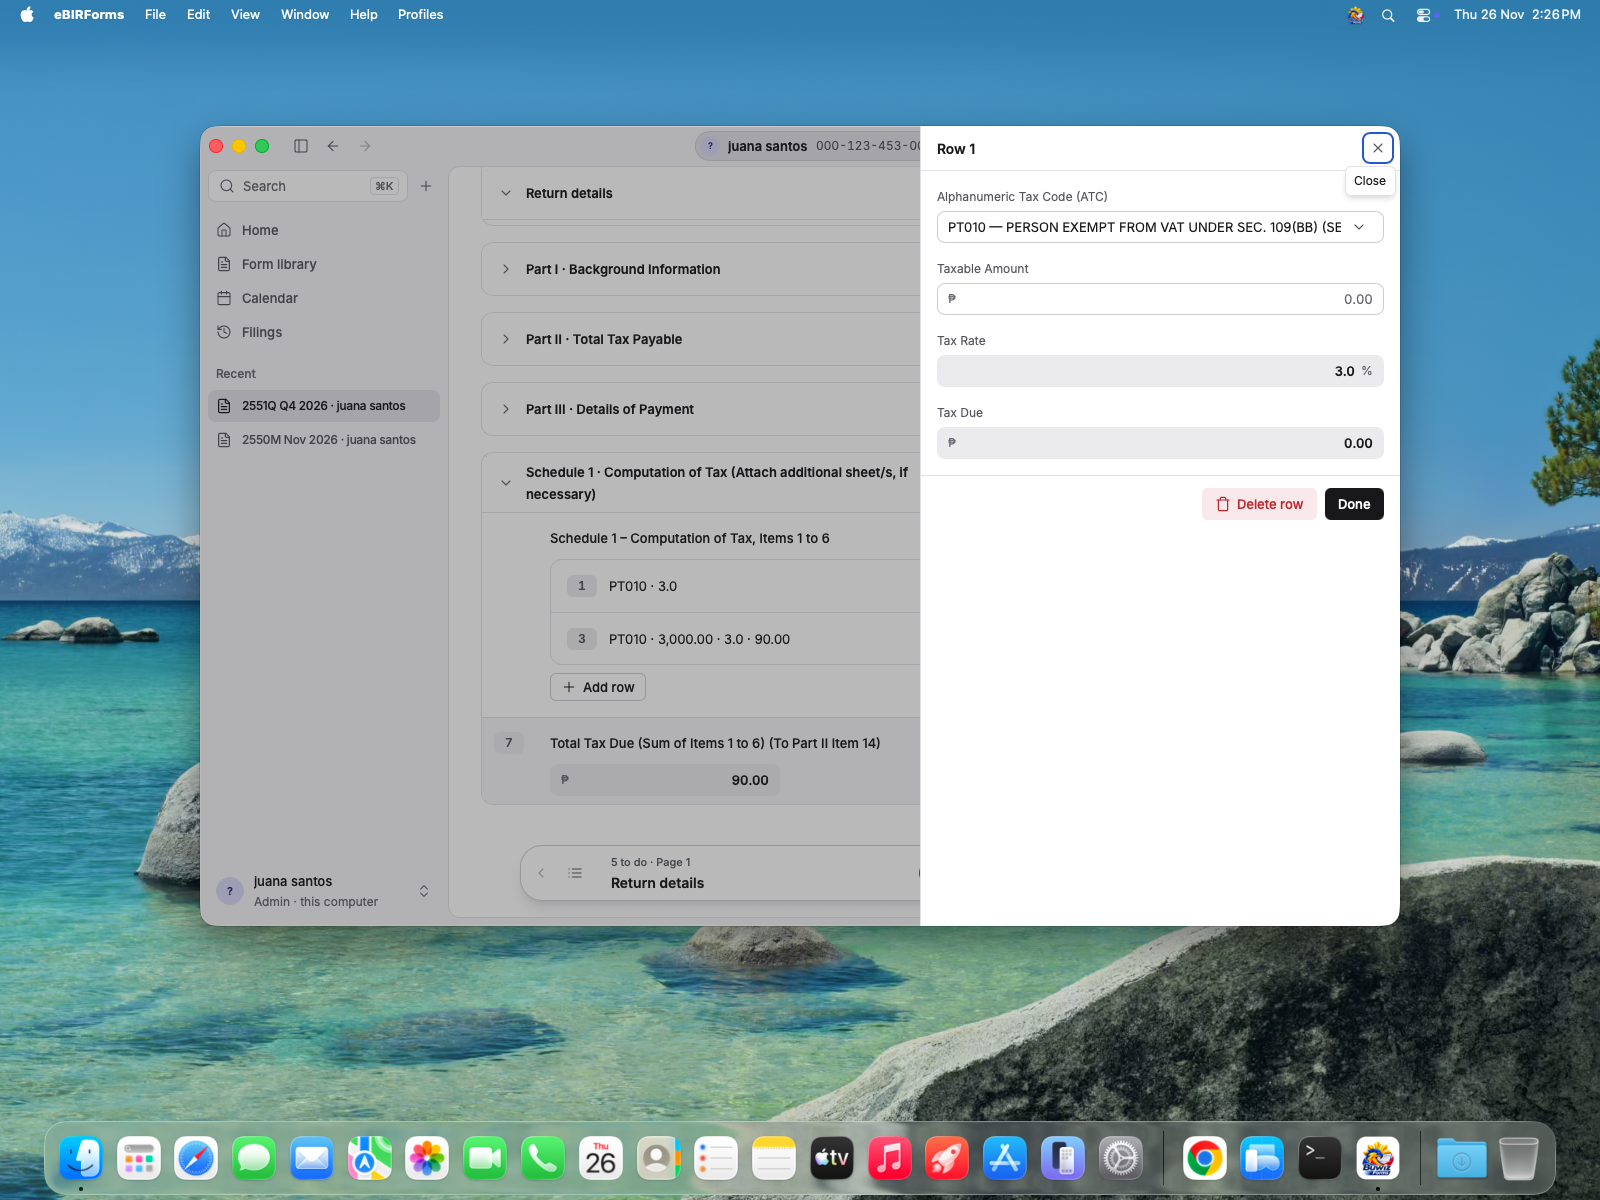 eBIRForms File Edit View Window Help Profiles
Thu 26 Nov 2:26 PM
? juana santos 000-123-453-00
Search ⌘K
Home
Form library
Calendar
Filings
Recent
2551Q Q4 2026 · juana santos
2550M Nov 2026 · juana santos
? juana santos
Admin · this computer
Return details
Part I · Background Information
Part II · Total Tax Payable
Part III · Details of Payment
Schedule 1 · Computation of Tax (Attach additional sheet/s, if
necessary)
Schedule 1 – Computation of Tax, Items 1 to 6
1 PT010 · 3.0
3 PT010 · 3,000.00 · 3.0 · 90.00
Add row
7 Total Tax Due (Sum of Items 1 to 6) (To Part II Item 14)
₱ 90.00
5 to do · Page 1
Return details
Row 1
Close
Alphanumeric Tax Code (ATC)
PT010 — PERSON EXEMPT FROM VAT UNDER SEC. 109(BB) (SE
Taxable Amount
₱ 0.00
Tax Rate
3.0 %
Tax Due
₱ 0.00
Delete row
Done
Thu
26
tv